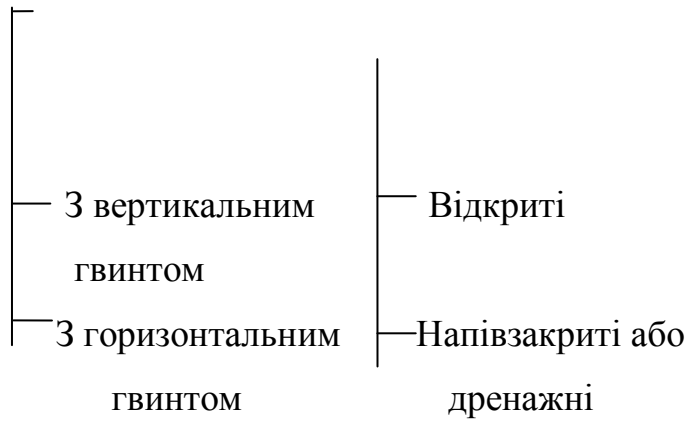 З вертикальним
гвинтом
З горизонтальним
гвинтом
Відкриті
Напівзакриті або
дренажні